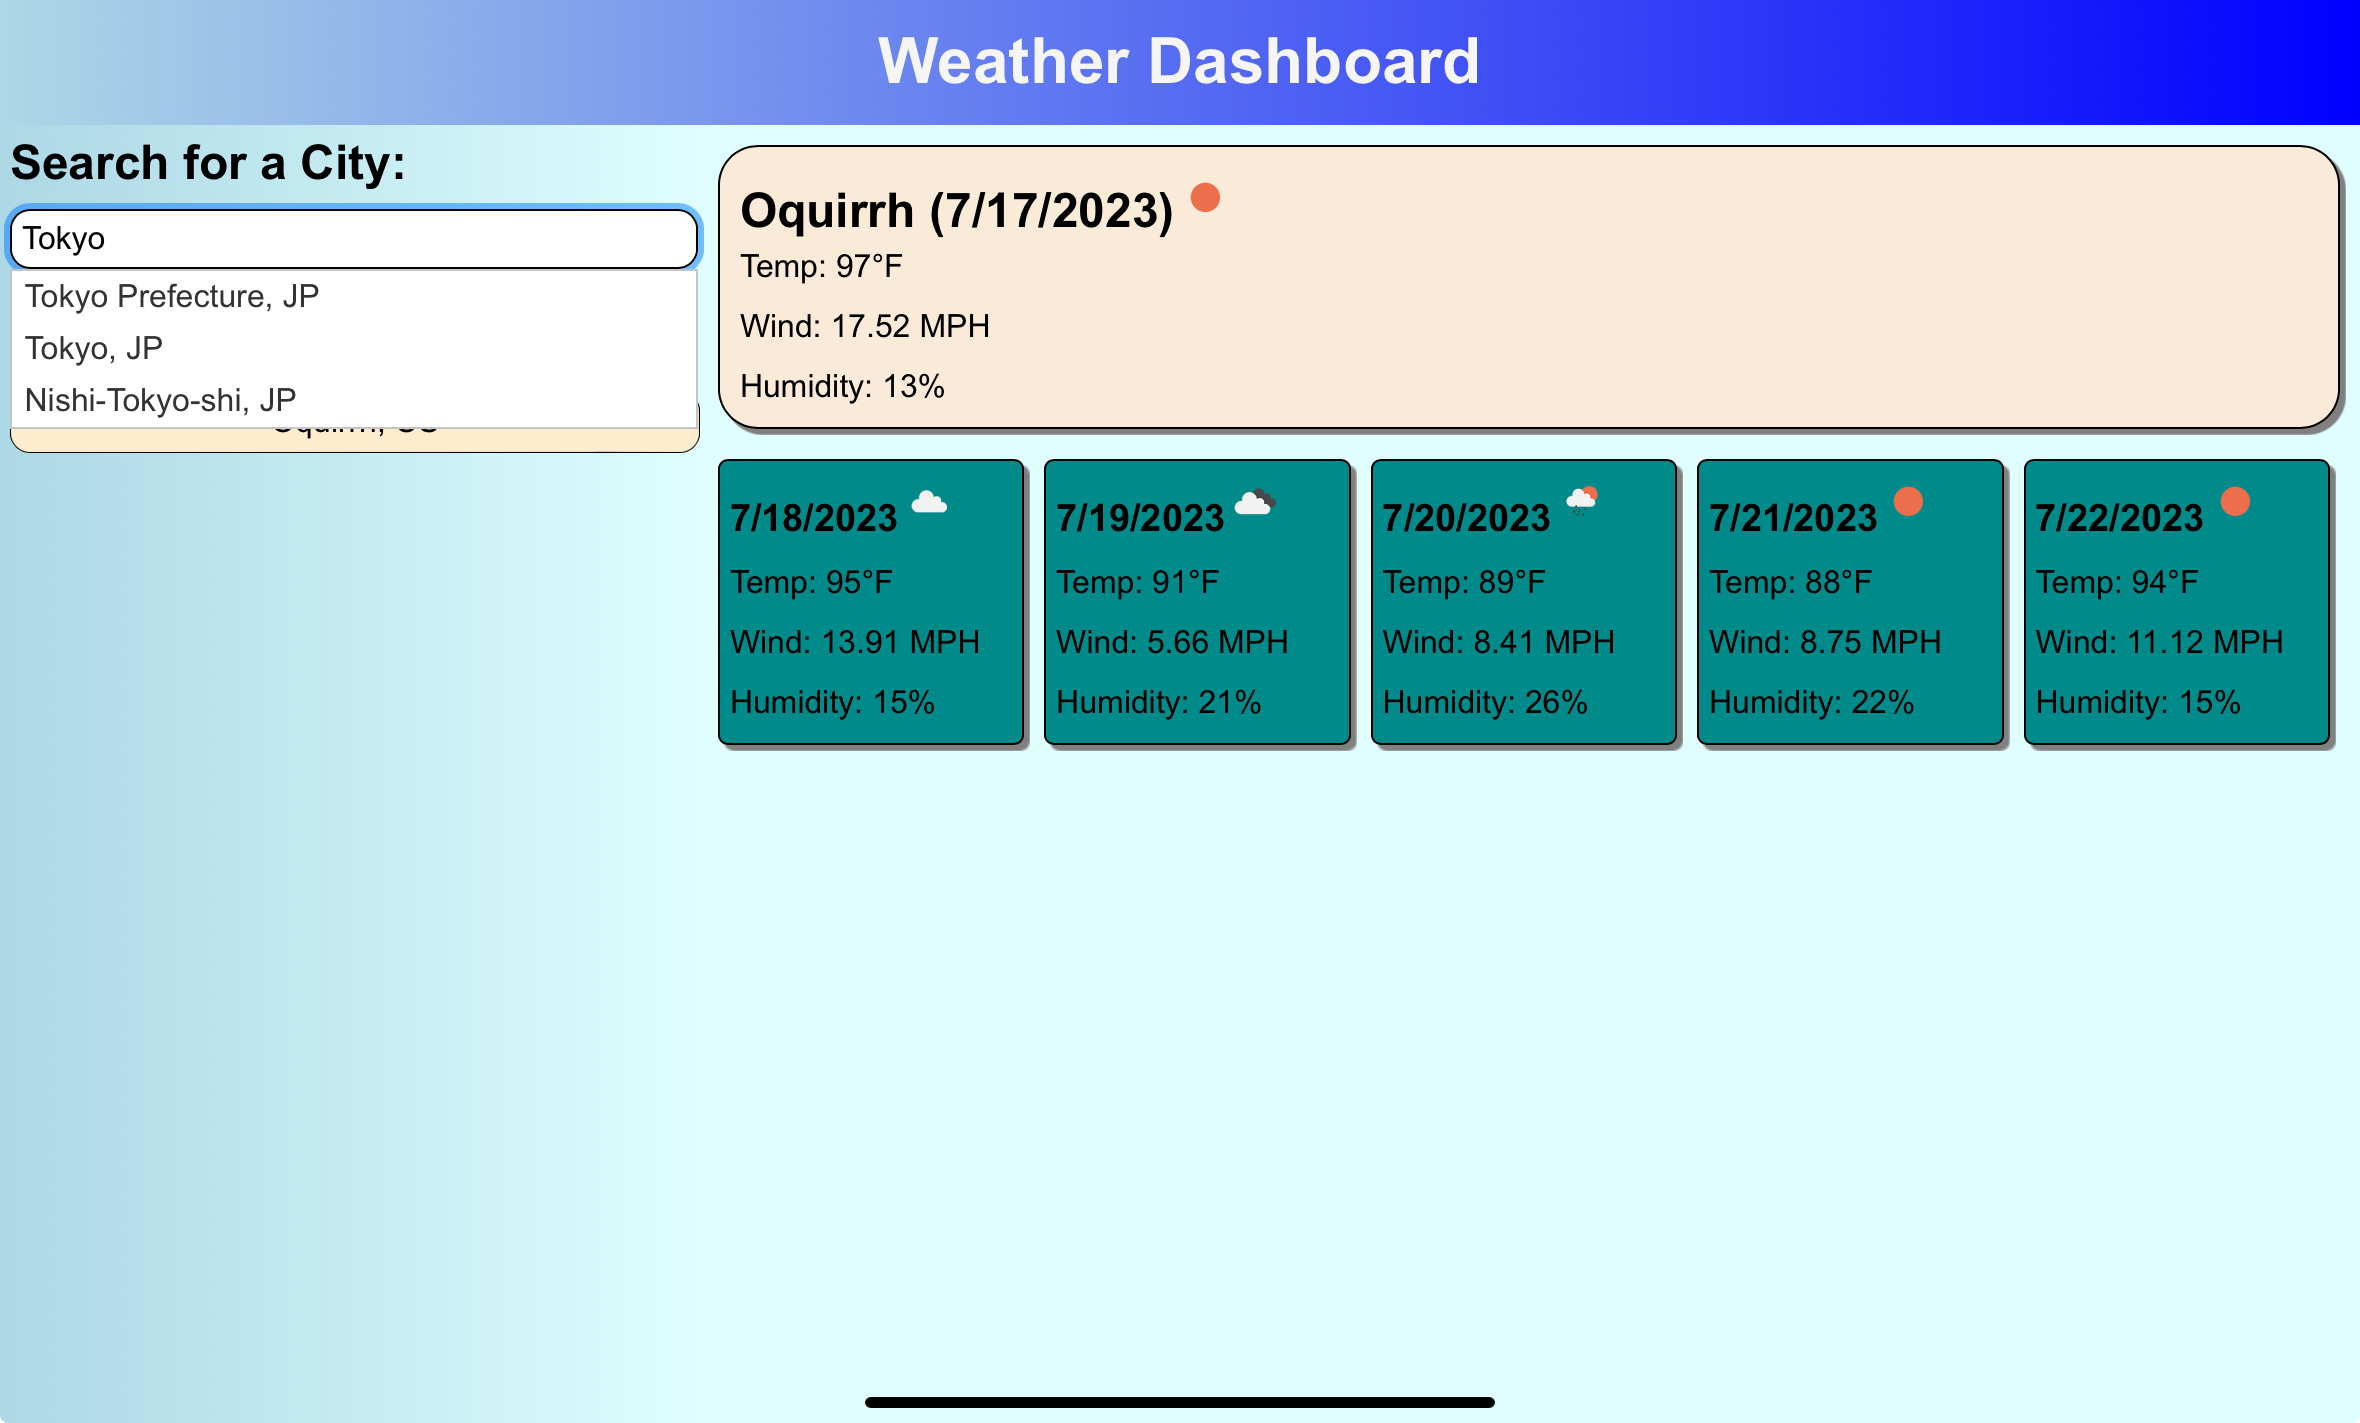 Weather Dashboard
Search for a City:
Tokyo
Tokyo Prefecture, JP
Tokyo, JP
Nishi-Tokyo-shi, JP
Oquirrh (7/17/2023)
Temp: 97°F
Wind: 17.52 MPH
Humidity: 13%
7/18/2023
Temp: 95°F
Wind: 13.91 MPH
Humidity: 15%
7/19/2023
Temp: 91°F
Wind: 5.66 MPH
Humidity: 21%
7/20/2023
Temp: 89°F
Wind: 8.41 MPH
Humidity: 26%
7/21/2023
Temp: 88°F
Wind: 8.75 MPH
Humidity: 22%
7/22/2023
Temp: 94°F
Wind: 11.12 MPH
Humidity: 15%